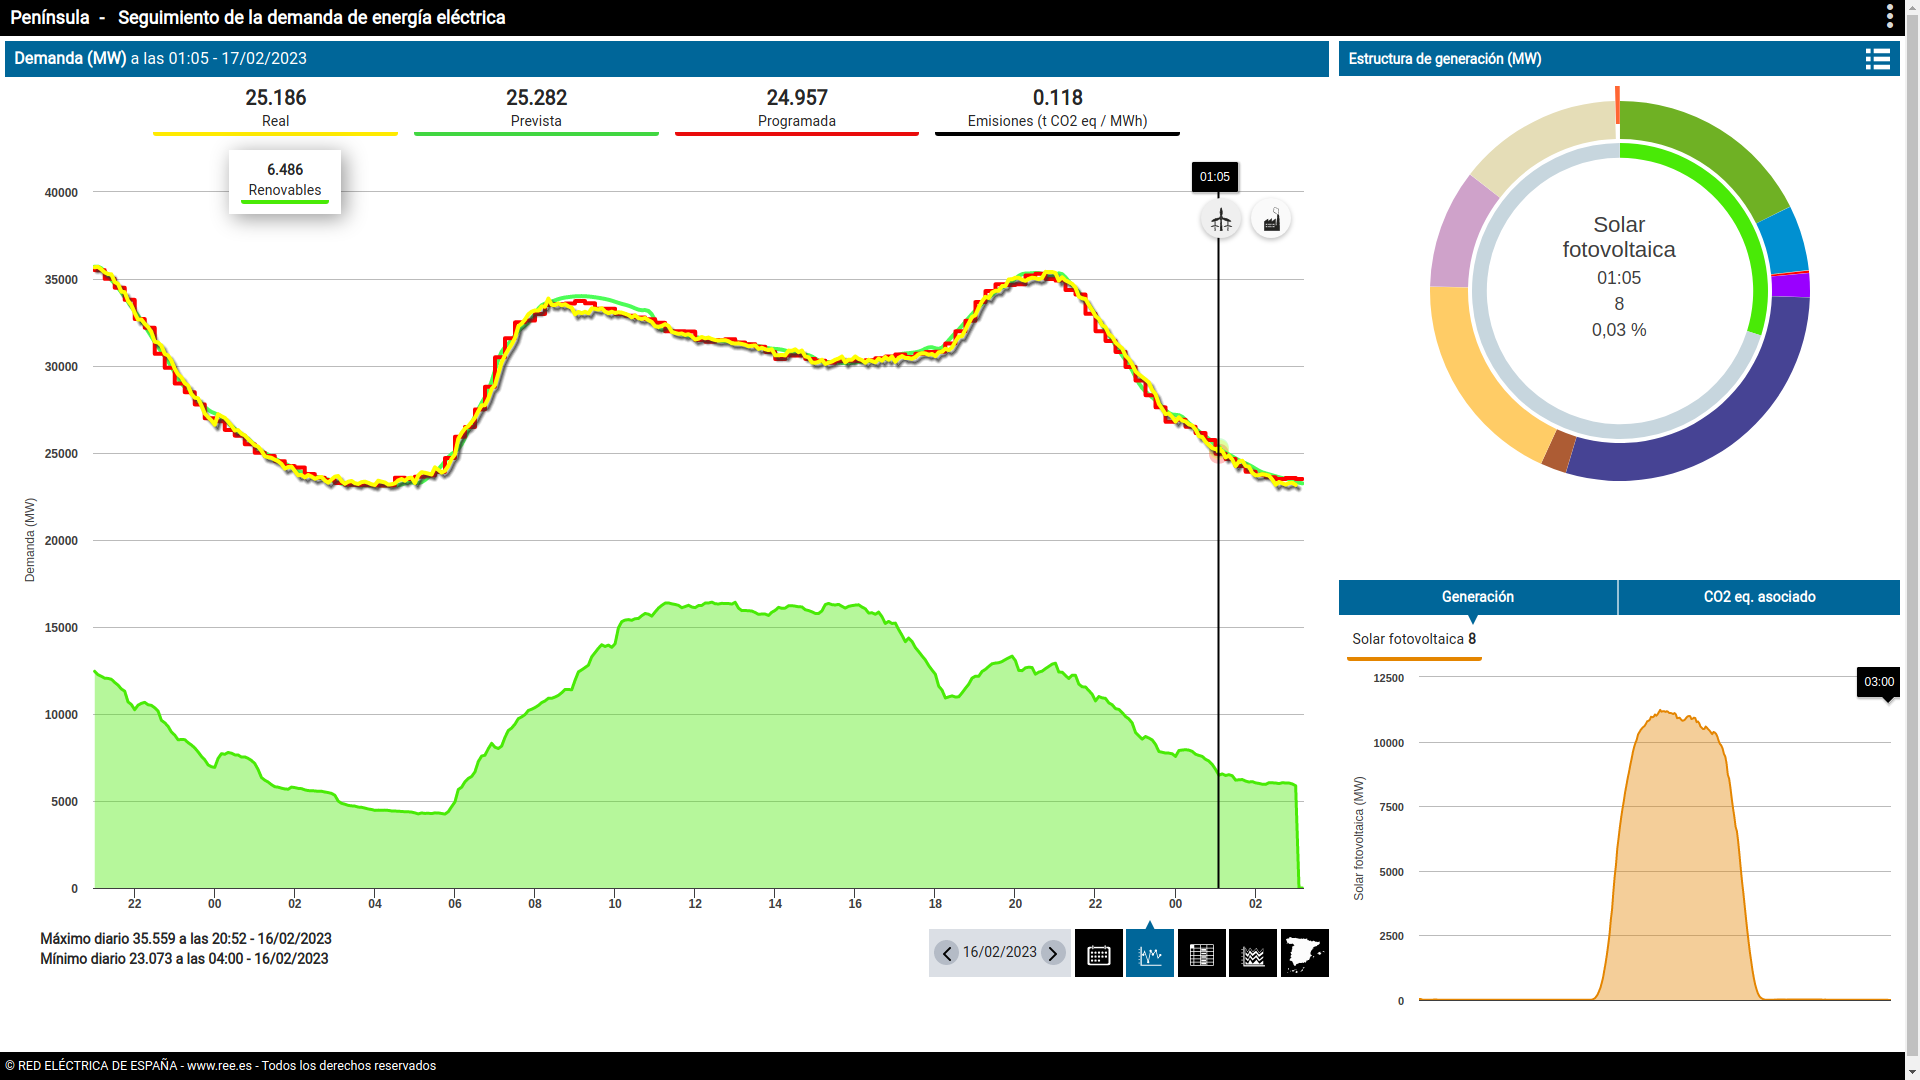 Península - Seguimiento de la demanda de energía eléctrica
Demanda (MW) a las 01:05 - 17/02/2023
25.186
Real
25.282
Prevista
24.957
Programada
0.118
Emisiones (t CO2 eq / MWh)
6.486
Renovables
01:05
40000
35000
30000
25000
20000
15000
10000
5000
0
Demanda (MW)
22
00
02
04
06
08
10
12
14
16
18
20
22
00
02
Máximo diario 35.559 a las 20:52 - 16/02/2023
Mínimo diario 23.073 a las 04:00 - 16/02/2023
16/02/2023
Estructura de generación (MW)
Solar
fotovoltaica
01:05
8
0,03 %
Generación
CO2 eq. asociado
Solar fotovoltaica 8
03:00
12500
10000
7500
5000
2500
0
Solar fotovoltaica (MW)
© RED ELÉCTRICA DE ESPAÑA - www.ree.es - Todos los derechos reservados